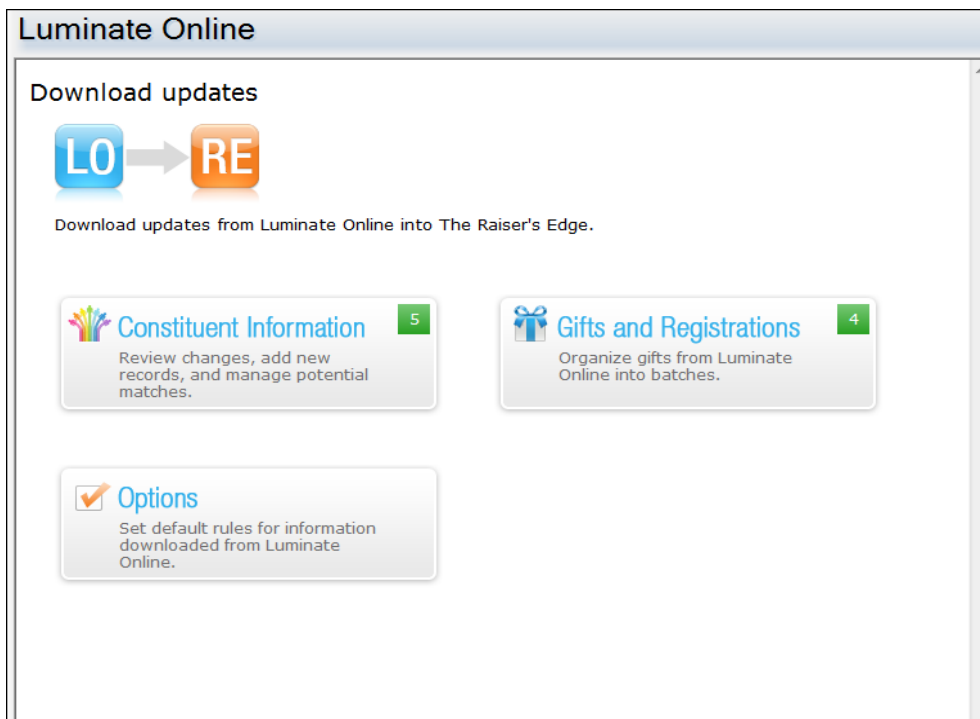 Luminate Online
Download updates
LO RE
Download updates from Luminate Online into The Raiser's Edge.
Constituent Information 5
Review changes, add new
records, and manage potential
matches.
Gifts and Registrations 4
Organize gifts from Luminate
Online into batches.
Options
Set default rules for information
downloaded from Luminate
Online.